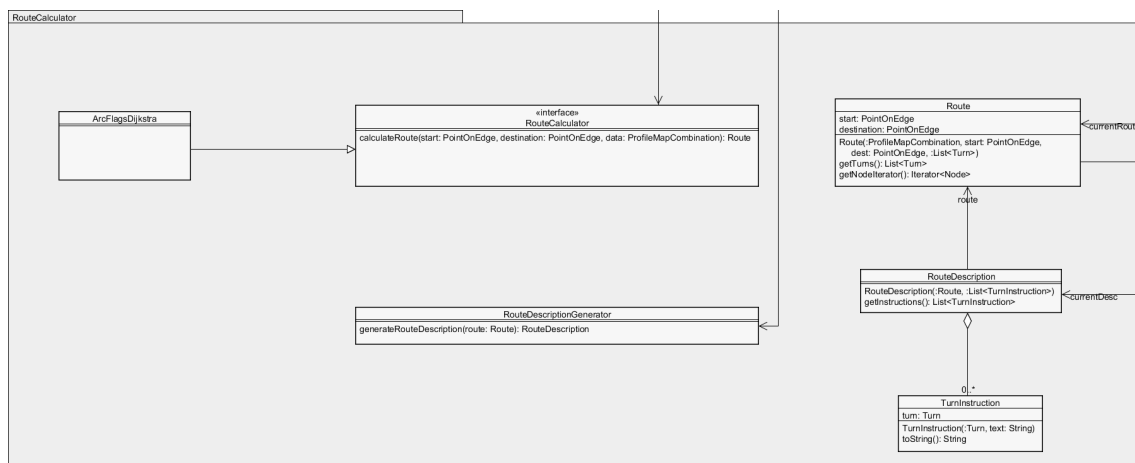 RouteCalculator
ArcFlagsDijkstra
«interface»
RouteCalculator
calculateRoute(start: PointOnEdge, destination: PointOnEdge, data: ProfileMapCombination): Route
Route
start: PointOnEdge
destination: PointOnEdge
Route(:ProfileMapCombination, start: PointOnEdge,
dest: PointOnEdge, :List<Turn>)
getTurns(): List<Turn>
getNodeIterator(): Iterator<Node>
currentRout
route
RouteDescription
RouteDescription(:Route, :List<TurnInstruction>)
getInstructions(): List<TurnInstruction>
currentDesc
RouteDescriptionGenerator
generateRouteDescription(route: Route): RouteDescription
0..*
TurnInstruction
turn: Turn
TurnInstruction(:Turn, text: String)
toString(): String